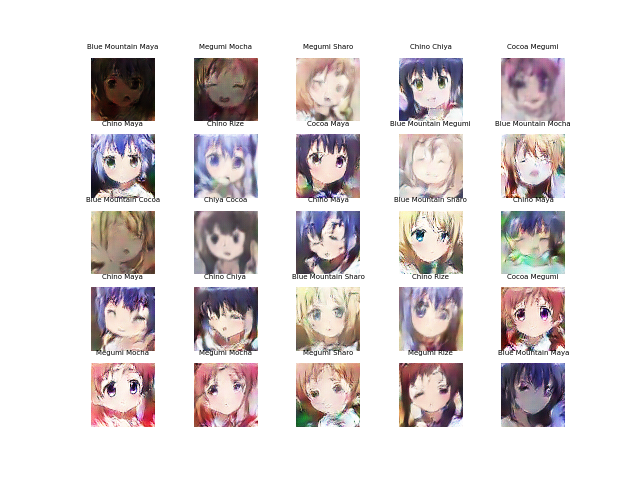 Blue Mountain Maya
Megumi Mocha
Megumi Sharo
Chino Chiya
Cocoa Megumi
Chino Maya
Chino Rize
Cocoa Maya
Blue Mountain Megumi
Blue Mountain Mocha
Blue Mountain Cocoa
Chiya Cocoa
Chino Maya
Blue Mountain Sharo
Chino Maya
Chino Maya
Chino Chiya
Blue Mountain Sharo
Chino Rize
Cocoa Megumi
Megumi Mocha
Megumi Mocha
Megumi Sharo
Megumi Rize
Blue Mountain Maya